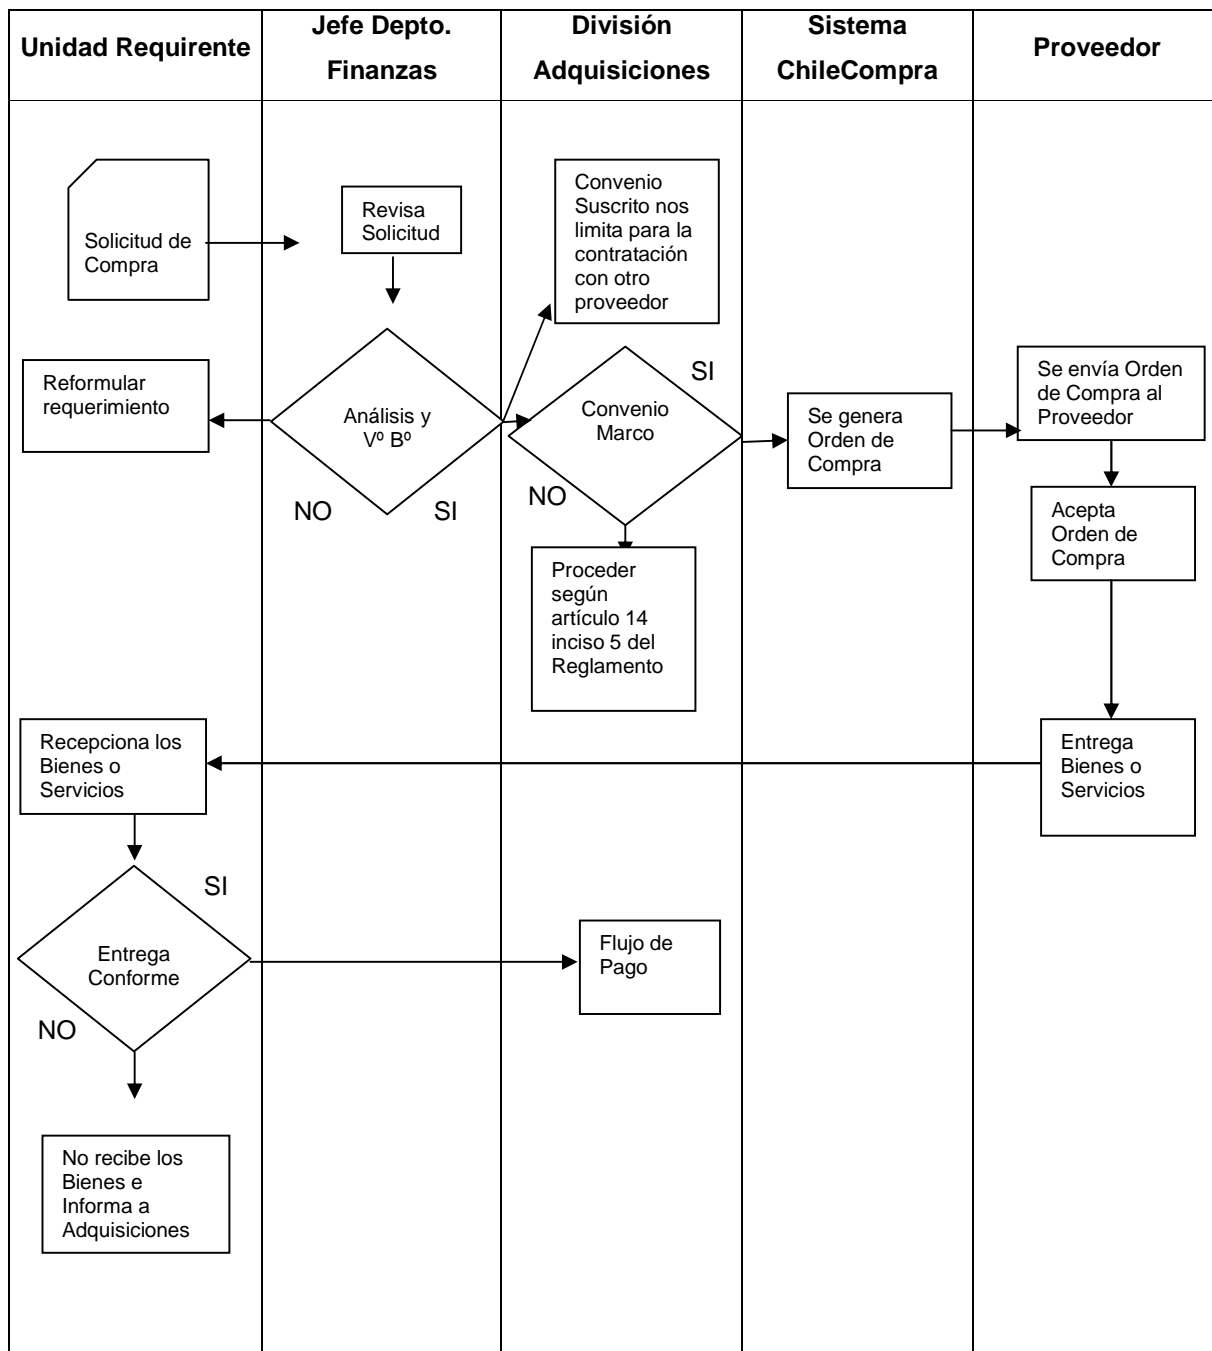 Unidad Requirente
Jefe Depto.
Finanzas
División
Adquisiciones
Sistema
ChileCompra
Proveedor
Solicitud de
Compra
Revisa
Solicitud
Convenio
Suscrito nos
limita para la
contratación
con otro
proveedor
Reformular
requerimiento
Análisis y
Vº Bº
NO
SI
Convenio
Marco
SI
NO
Se genera
Orden de
Compra
Se envía Orden
de Compra al
Proveedor
Acepta
Orden de
Compra
Proceder
según
artículo 14
inciso 5 del
Reglamento
Recepciona los
Bienes o
Servicios
Entrega
Bienes o
Servicios
SI
Entrega
Conforme
NO
Flujo de
Pago
No recibe los
Bienes e
Informa a
Adquisiciones